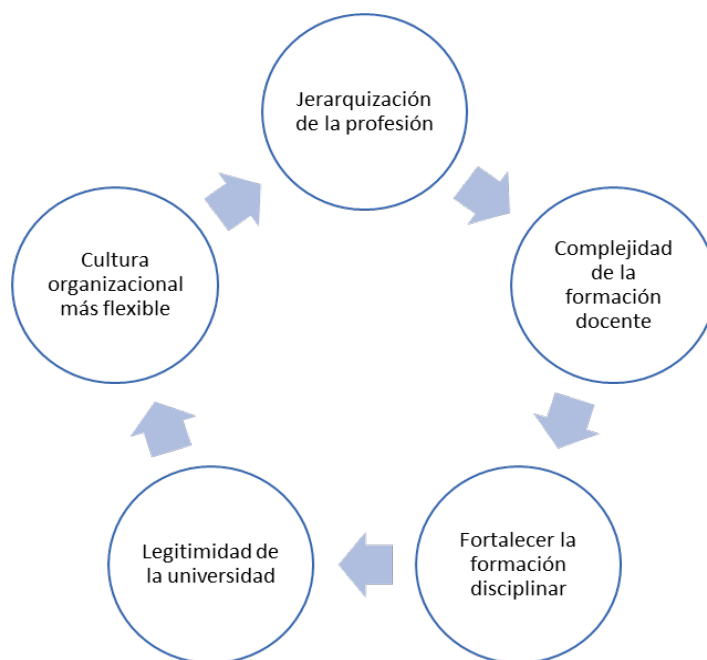 Jerarquización
de la profesión
Complejidad
de la
formación
docente
Fortalecer la
formación
disciplinar
Legitimidad de
la universidad
Cultura
organizacional
más flexible